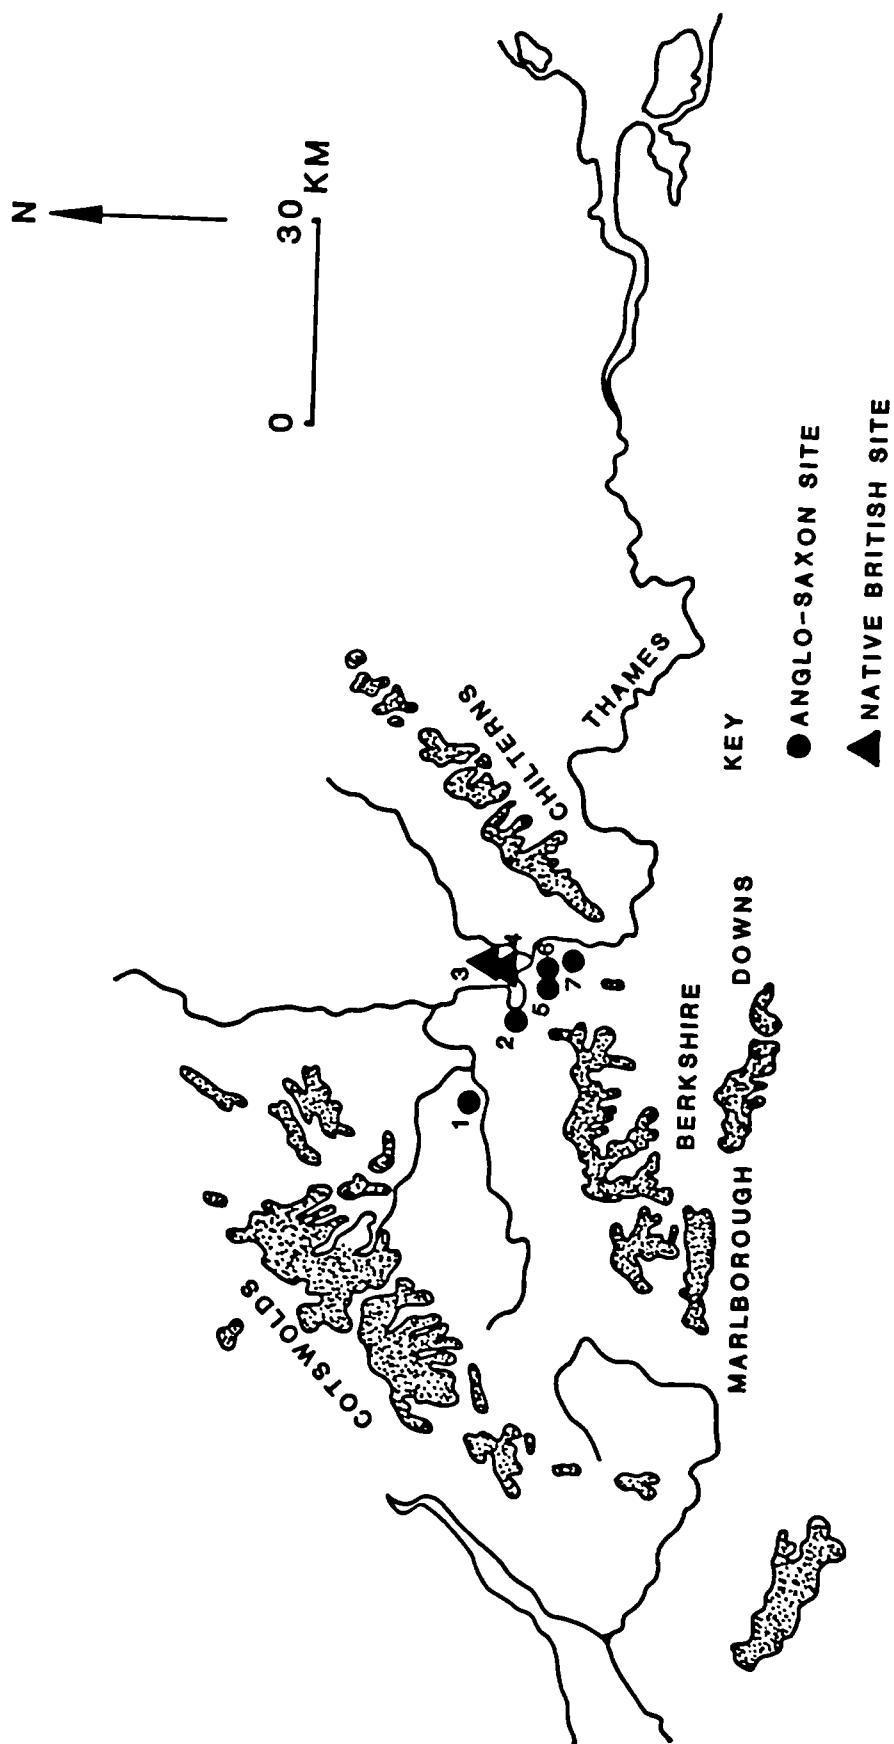 N
0 30
KM
COTSWOLDS
CHILTERNS
THAMES
1
2
3
4
5
6
7
BERKSHIRE
DOWNS
MARLBOROUGH
KEY
ANGLO-SAXON SITE
NATIVE BRITISH SITE